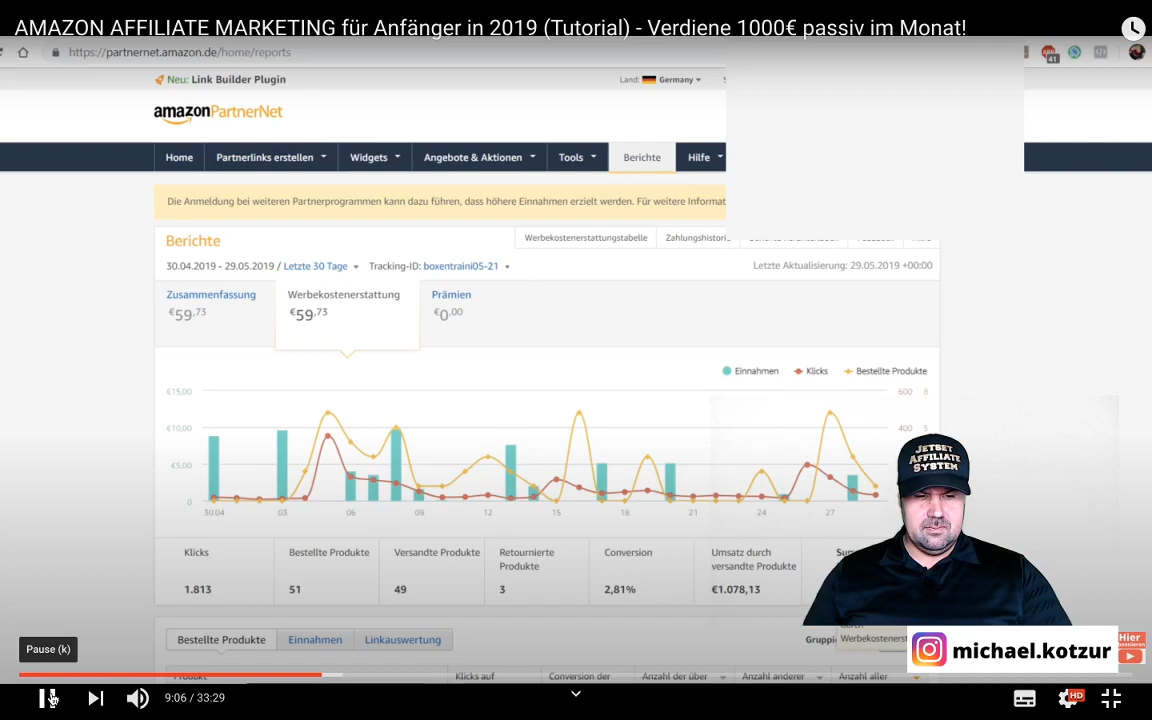 AMAZON AFFILIATE MARKETING für Anfänger in 2019 (Tutorial) - Verdiene 1000€ passiv im Monat!
https://partnernet.amazon.de/home/reports
41
Neu: Link Builder Plugin
Land: Germany
amazonPartnerNet
Home Partnerlinks erstellen Widgets Angebote & Aktionen Tools Berichte Hilfe
Die Anmeldung bei weiteren Partnerprogrammen kann dazu führen, dass höhere Einnahmen erzielt werden. Für weitere Informat
Berichte
Werbekostenerstattungstabelle Zahlungshistorie
30.04.2019 - 29.05.2019 / Letzte 30 Tage Tracking-ID: boxentraini05-21
Letzte Aktualisierung: 29.05.2019 +00:00
Zusammenfassung Werbekostenerstattung Prämien
€59,73 €59,73 €0,00
Einnahmen Klicks Bestellte Produkte
€15,00 600 8
€10,00 400 5
€5,00
0
30.04 03 06 09 12 15 18 21 24 27
Klicks Bestellte Produkte Versandte Produkte Retournierte Produkte Conversion Umsatz durch versandte Produkte
1.813 51 49 3 2,81% €1.078,13
JETSET
AFFILIATE
SYSTEM
Bestellte Produkte Einnahmen Linkauswertung
Gruppi
Werbekostenerst
michael.kotzur
Hier
Pause (k)
Produkt Klicks auf Conversion der Anzahl der über Anzahl anderer Anzahl aller
9:06 / 33:29
HD